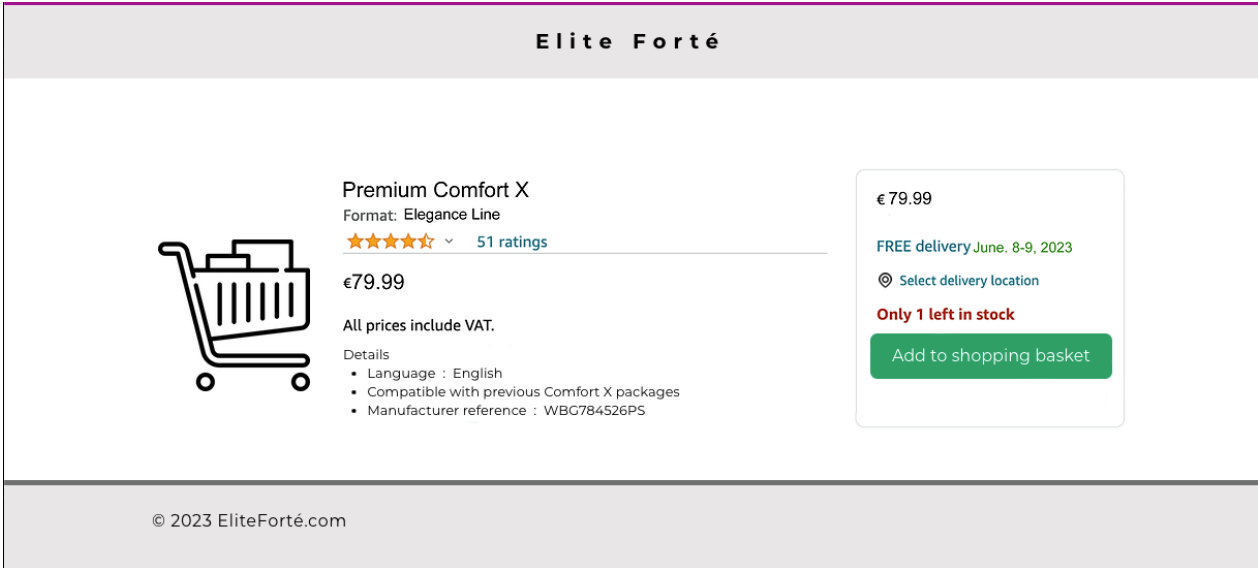 Elite Forté
Premium Comfort X
Format: Elegance Line
51 ratings
€79.99
All prices include VAT.
Details
• Language : English
• Compatible with previous Comfort X packages
• Manufacturer reference : WBG784526PS
€79.99
FREE delivery June. 8-9, 2023
Select delivery location
Only 1 left in stock
Add to shopping basket
© 2023 EliteForté.com